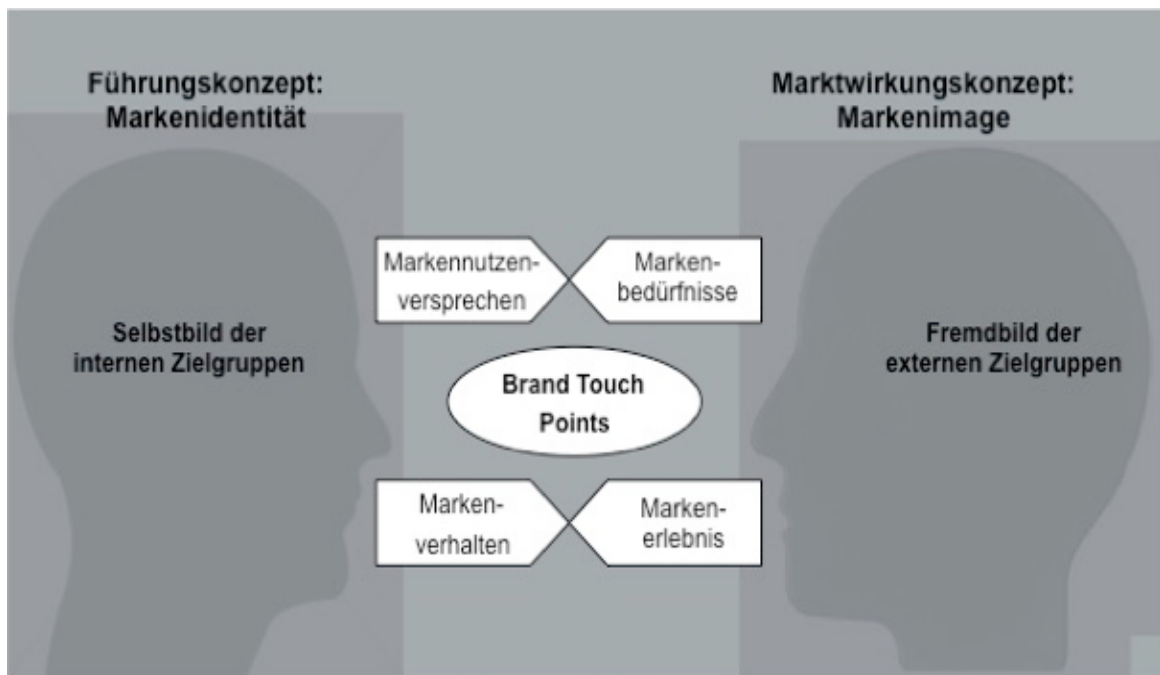 Führungskonzept:
Markenidentität
Marktwirkungskonzept:
Markenimage
Markennutzen-
versprechen
Marken-
bedürfnisse
Selbstbild der
internen Zielgruppen
Brand Touch
Points
Fremdbild der
externen Zielgruppen
Marken-
verhalten
Marken-
erlebnis